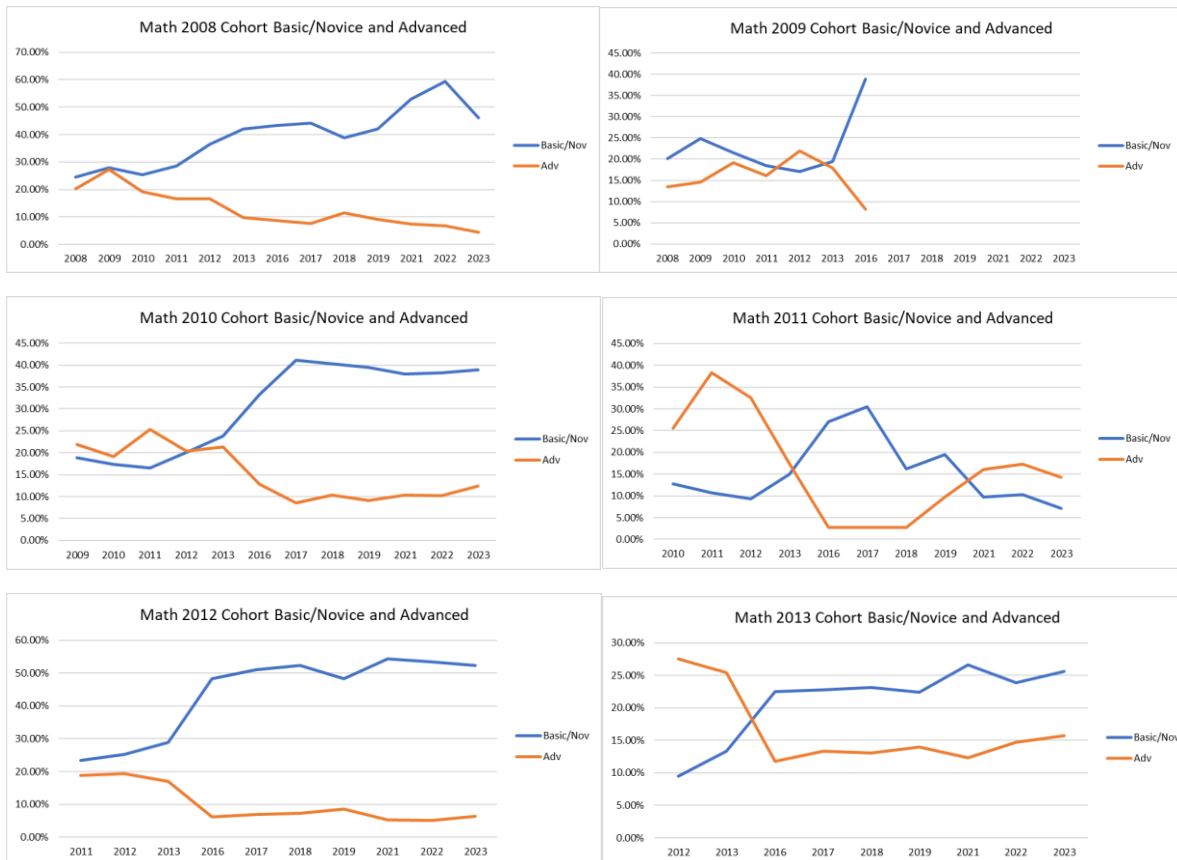 Math 2008 Cohort Basic/Novice and Advanced
70.00%
60.00%
50.00%
40.00%
30.00%
20.00%
10.00%
0.00%
2008 2009 2010 2011 2012 2013 2016 2017 2018 2019 2021 2022 2023
Basic/Nov
Adv
Math 2009 Cohort Basic/Novice and Advanced
45.00%
40.00%
35.00%
30.00%
25.00%
20.00%
15.00%
10.00%
5.00%
0.00%
2008 2009 2010 2011 2012 2013 2016 2017 2018 2019 2021 2022 2023
Basic/Nov
Adv
Math 2010 Cohort Basic/Novice and Advanced
45.00%
40.00%
35.00%
30.00%
25.00%
20.00%
15.00%
10.00%
5.00%
0.00%
2009 2010 2011 2012 2013 2016 2017 2018 2019 2021 2022 2023
Basic/Nov
Adv
Math 2011 Cohort Basic/Novice and Advanced
45.00%
40.00%
35.00%
30.00%
25.00%
20.00%
15.00%
10.00%
5.00%
0.00%
2010 2011 2012 2013 2016 2017 2018 2019 2021 2022 2023
Basic/Nov
Adv
Math 2012 Cohort Basic/Novice and Advanced
60.00%
50.00%
40.00%
30.00%
20.00%
10.00%
0.00%
2011 2012 2013 2016 2017 2018 2019 2021 2022 2023
Basic/Nov
Adv
Math 2013 Cohort Basic/Novice and Advanced
30.00%
25.00%
20.00%
15.00%
10.00%
5.00%
0.00%
2012 2013 2016 2017 2018 2019 2021 2022 2023
Basic/Nov
Adv